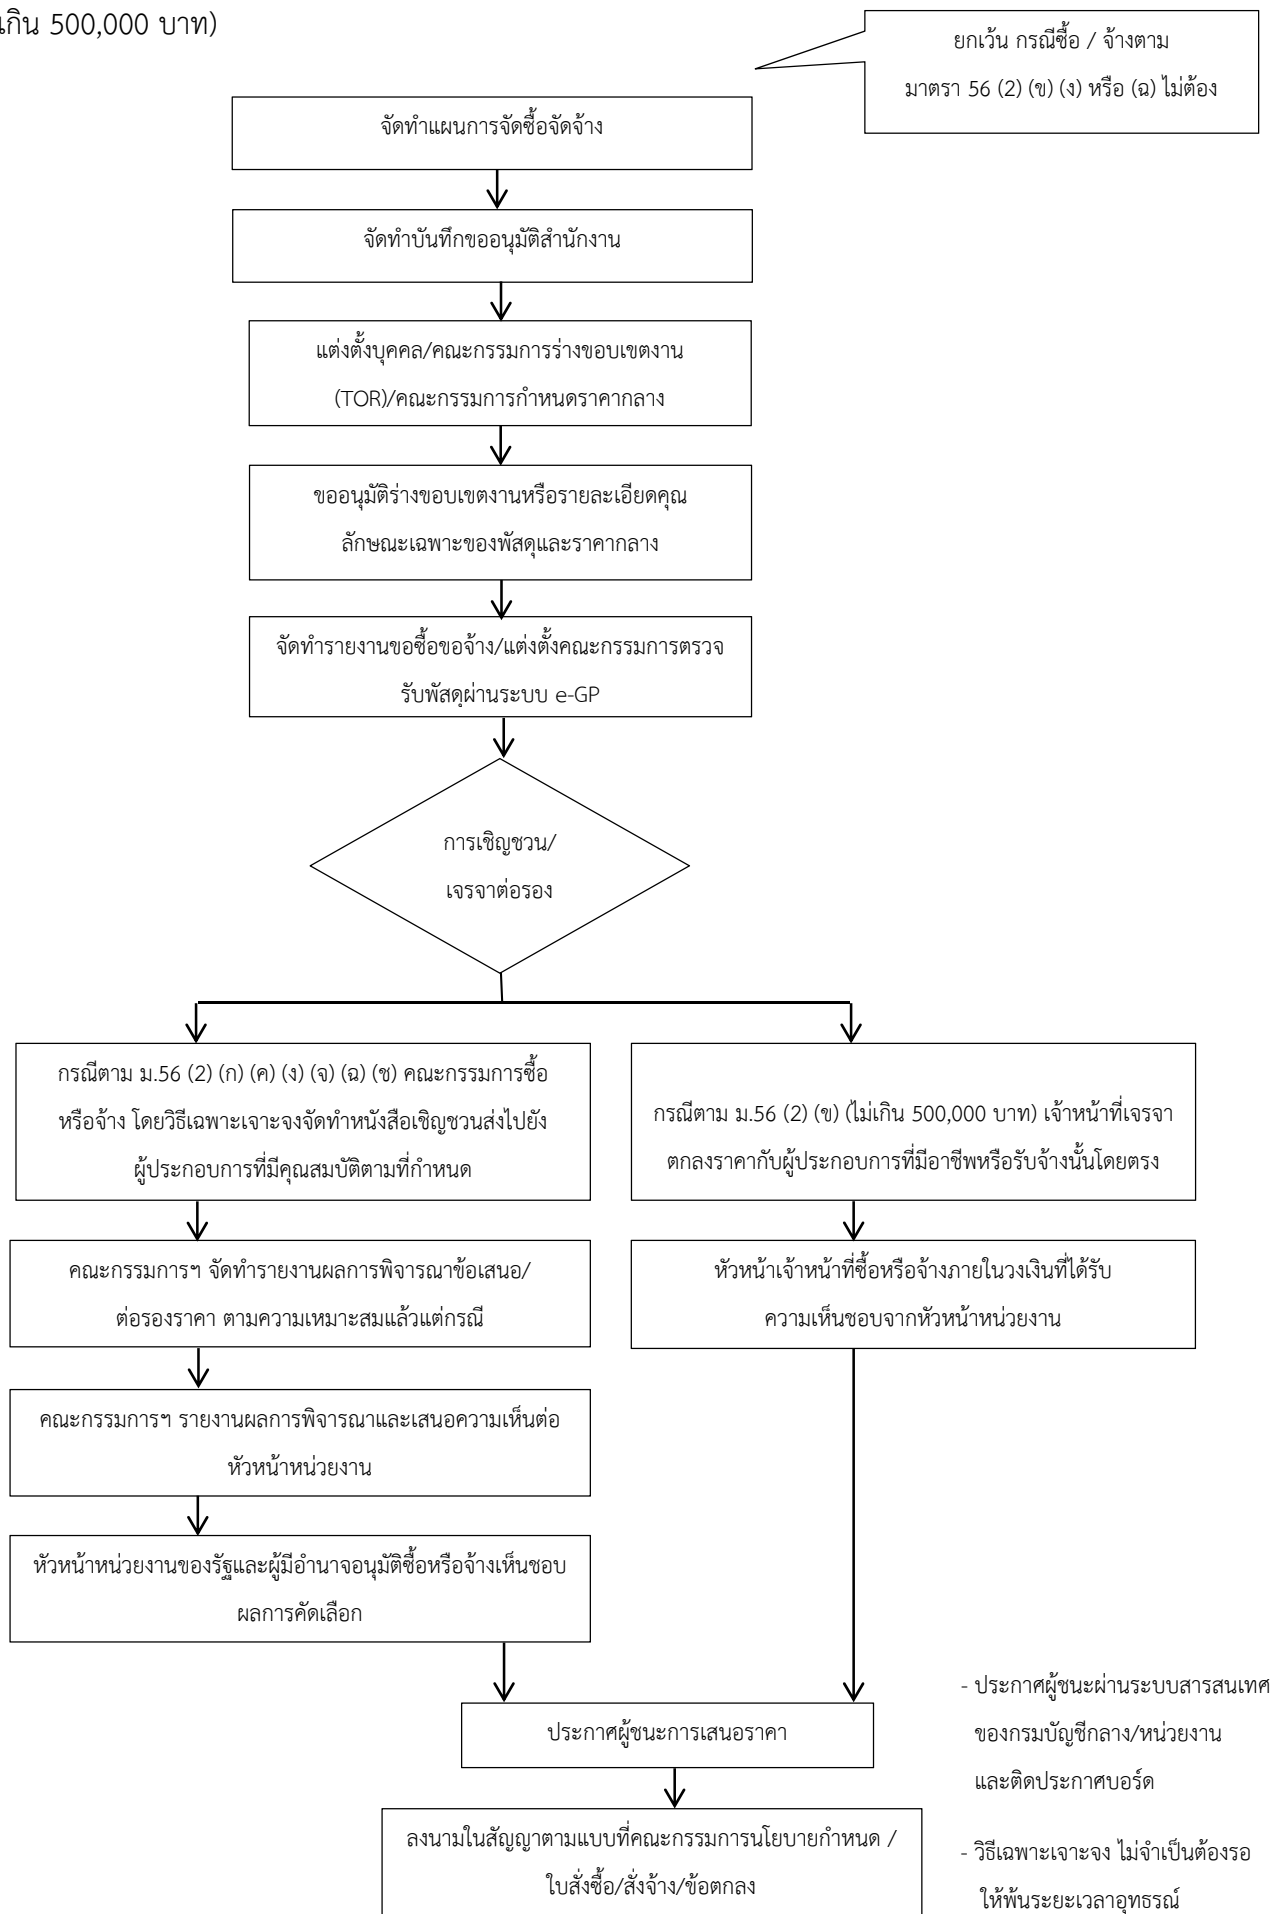 เกิน 500,000 บาท)
ยกเว้น กรณีซื้อ / จ้างตาม
มาตรา 56 (2) (ข) (ง) หรือ (ฉ) ไม่ต้อง
จัดทำแผนการจัดซื้อจัดจ้าง
จัดทำบันทึกขออนุมัติสำนักงาน
แต่งตั้งบุคคล/คณะกรรมการร่างขอบเขตงาน
(TOR)/คณะกรรมการกำหนดราคากลาง
ขออนุมัติร่างขอบเขตงานหรือรายละเอียดคุณ
ลักษณะเฉพาะของพัสดุและราคากลาง
จัดทำรายงานขอซื้อขอจ้าง/แต่งตั้งคณะกรรมการตรวจ
รับพัสดุผ่านระบบ e-GP
การเชิญชวน/
เจรจาต่อรอง
กรณีตาม ม.56 (2) (ก) (ค) (ง) (จ) (ฉ) (ช) คณะกรรมการซื้อ
หรือจ้าง โดยวิธีเฉพาะเจาะจงจัดทำหนังสือเชิญชวนส่งไปยัง
ผู้ประกอบการที่มีคุณสมบัติตามที่กำหนด
กรณีตาม ม.56 (2) (ข) (ไม่เกิน 500,000 บาท) เจ้าหน้าที่เจรจา
ตกลงราคากับผู้ประกอบการที่มีอาชีพหรือรับจ้างนั้นโดยตรง
คณะกรรมการฯ จัดทำรายงานผลการพิจารณาข้อเสนอ/
ต่อรองราคา ตามความเหมาะสมแล้วแต่กรณี
หัวหน้าเจ้าหน้าที่ซื้อหรือจ้างภายในวงเงินที่ได้รับ
ความเห็นชอบจากหัวหน้าหน่วยงาน
คณะกรรมการฯ รายงานผลการพิจารณาและเสนอความเห็นต่อ
หัวหน้าหน่วยงาน
หัวหน้าหน่วยงานของรัฐและผู้มีอำนาจอนุมัติซื้อหรือจ้างเห็นชอบ
ผลการคัดเลือก
ประกาศผู้ชนะการเสนอราคา
- ประกาศผู้ชนะผ่านระบบสารสนเทศ
ของกรมบัญชีกลาง/หน่วยงาน
และติดประกาศบอร์ด
ลงนามในสัญญาตามแบบที่คณะกรรมการนโยบายกำหนด /
ใบสั่งซื้อ/สั่งจ้าง/ข้อตกลง
- วิธีเฉพาะเจาะจง ไม่จำเป็นต้องรอ
ให้พ้นระยะเวลาอุทธรณ์